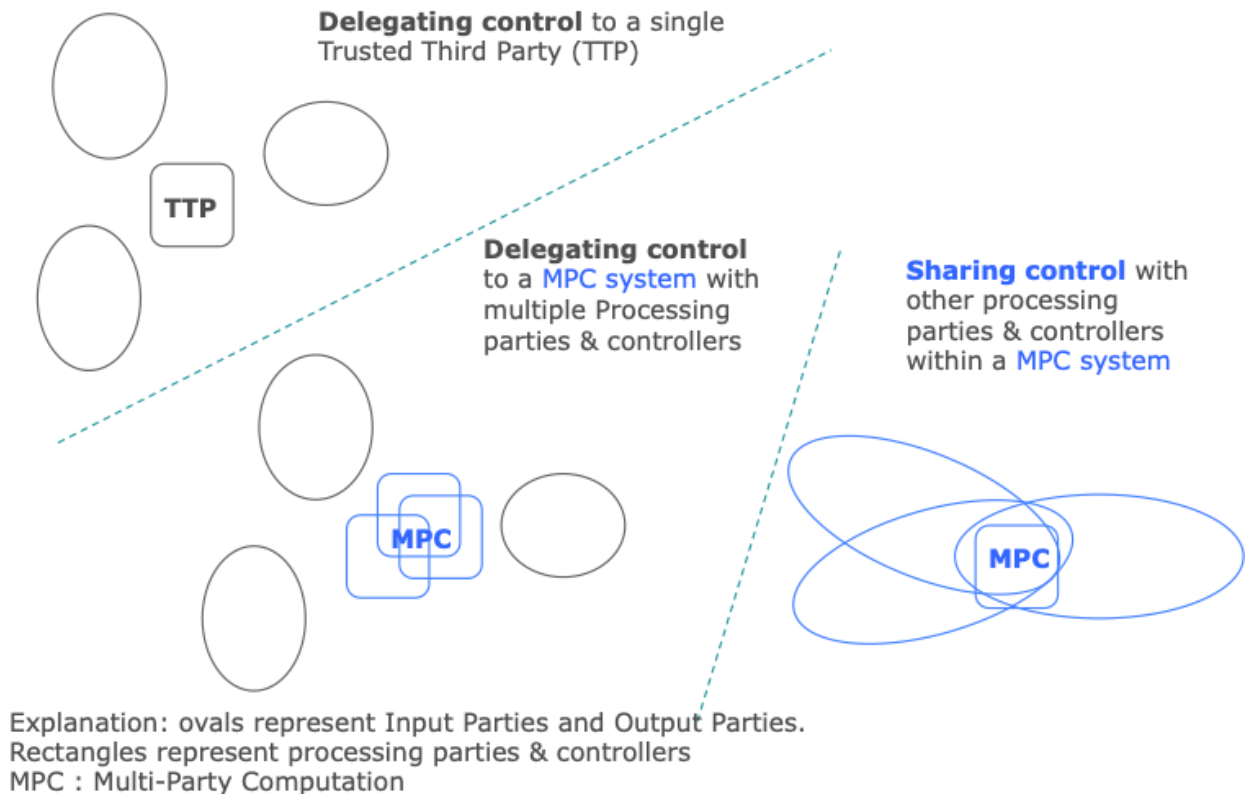 Delegating control to a single
Trusted Third Party (TTP)
TTP
Delegating control
to a MPC system with
multiple Processing
parties & controllers
MPC
Sharing control with
other processing
parties & controllers
within a MPC system
MPC
Explanation: ovals represent Input Parties and Output Parties.
Rectangles represent processing parties & controllers
MPC : Multi-Party Computation